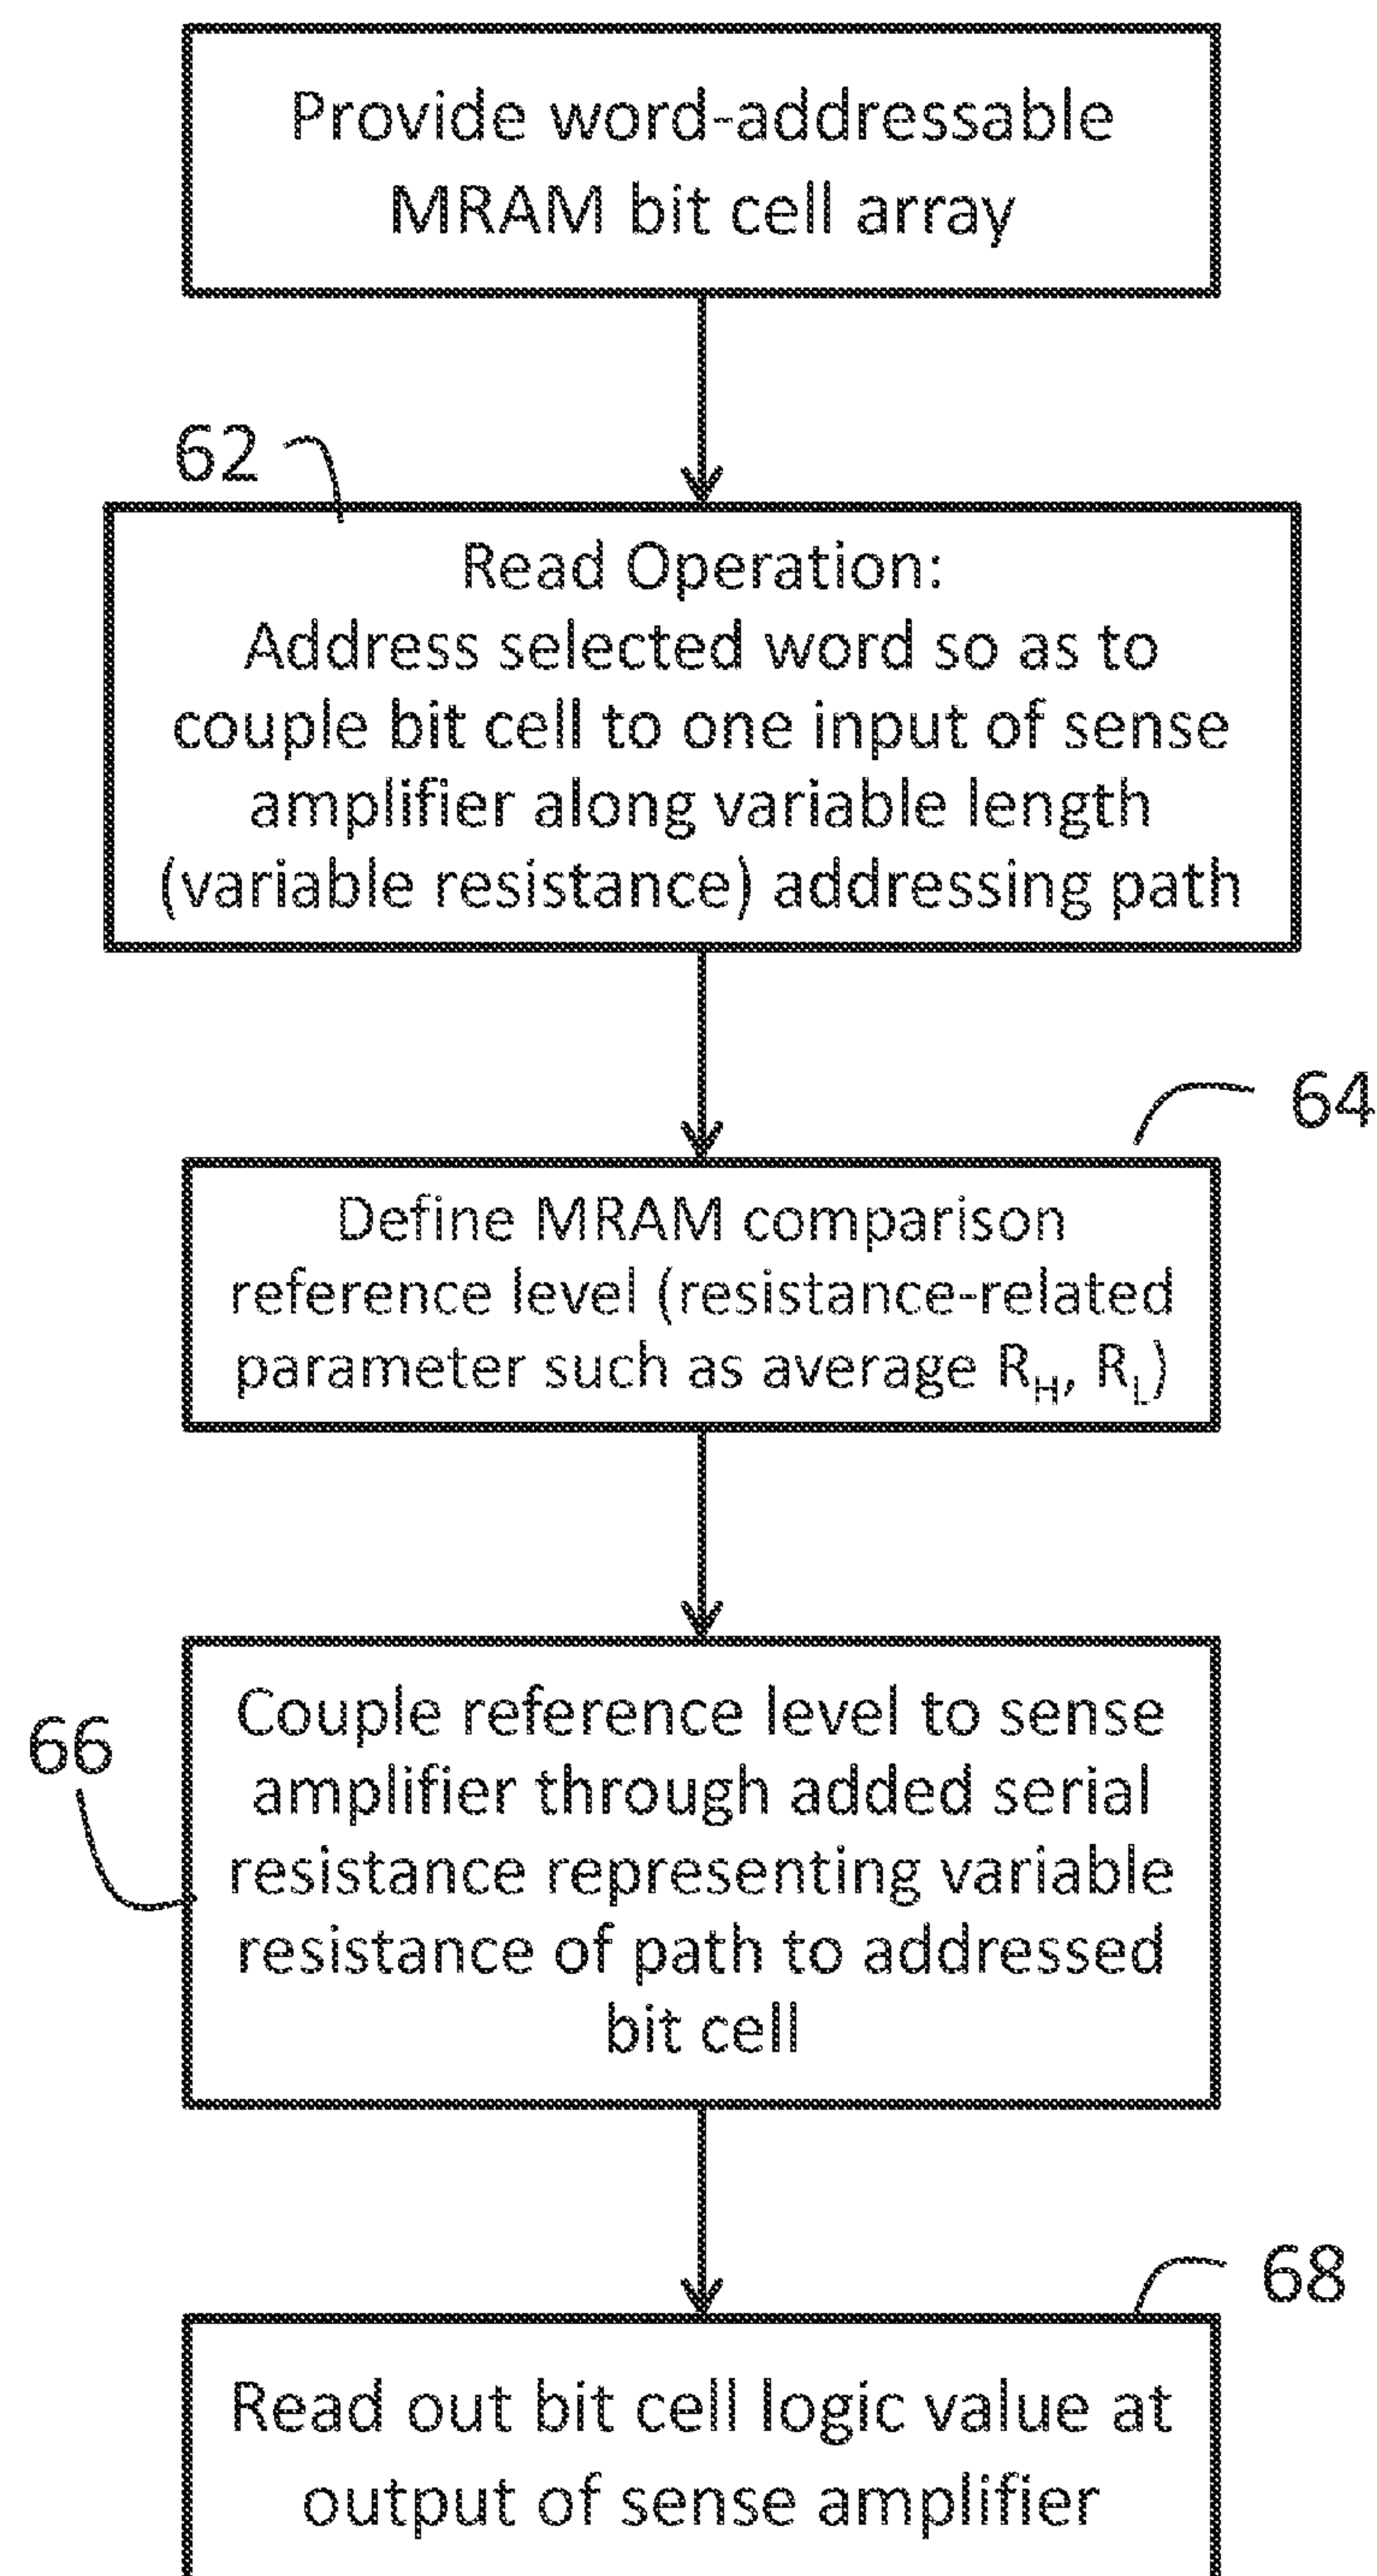 Provide word-addressable
MRAM bit cell array
62
Read Operation:
Address selected word so as to
couple bit cell to one input of sense
amplifier along variable length
(variable resistance) addressing path
64
Define MRAM comparison
reference level (resistance-related
parameter such as average R_H, R_L)
66
Couple reference level to sense
amplifier through added serial
resistance representing variable
resistance of path to addressed
bit cell
68
Read out bit cell logic value at
output of sense amplifier